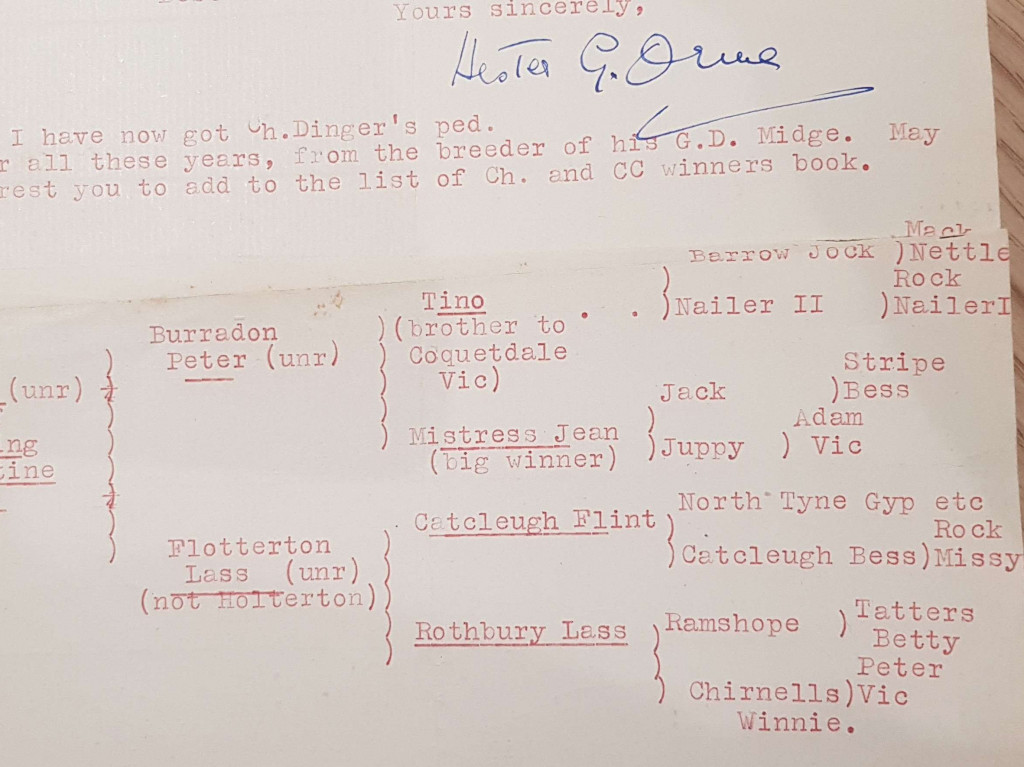 Yours sincerely,
Hester G. Orme
I have now got Ch.Dinger's ped.
r all these years, from the breeder of his G.D. Midge. May
rest you to add to the list of Ch. and CC winners book.
Mack
Barrow Jock )Nettle
Rock
Tino . . )Nailer II )NailerI
Burradon )(brother to
Peter (unr) Coquetdale
Vic)
Stripe
(unr) Jack )Bess
Adam
ing Mistress Jean )Juppy ) Vic
tine (big winner)
North Tyne Gyp etc
Catcleugh Flint Rock
)Catcleugh Bess)Missy
Flotterton
Lass (unr)
(not Holterton)
Tatters
Rothbury Lass )Ramshope ) Betty
Peter
Chirnells)Vic
Winnie.